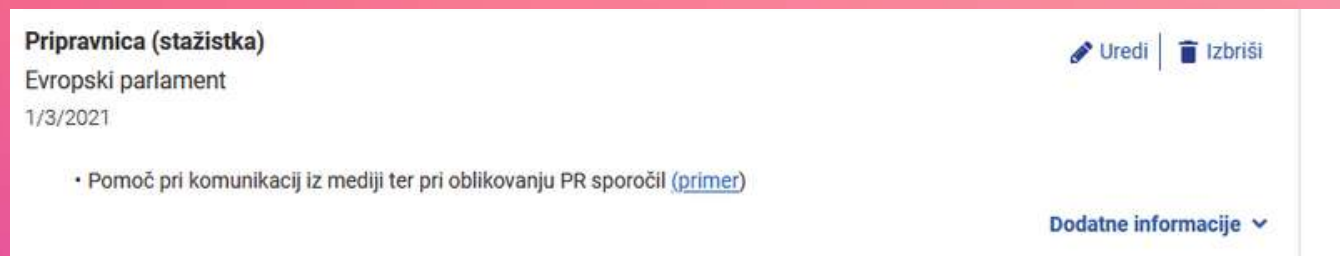 Pripravnica (stažistka)
Uredi
Izbriši
Evropski parlament
1/3/2021
• Pomoč pri komunikacij iz mediji ter pri oblikovanju PR sporočil (primer)
Dodatne informacije